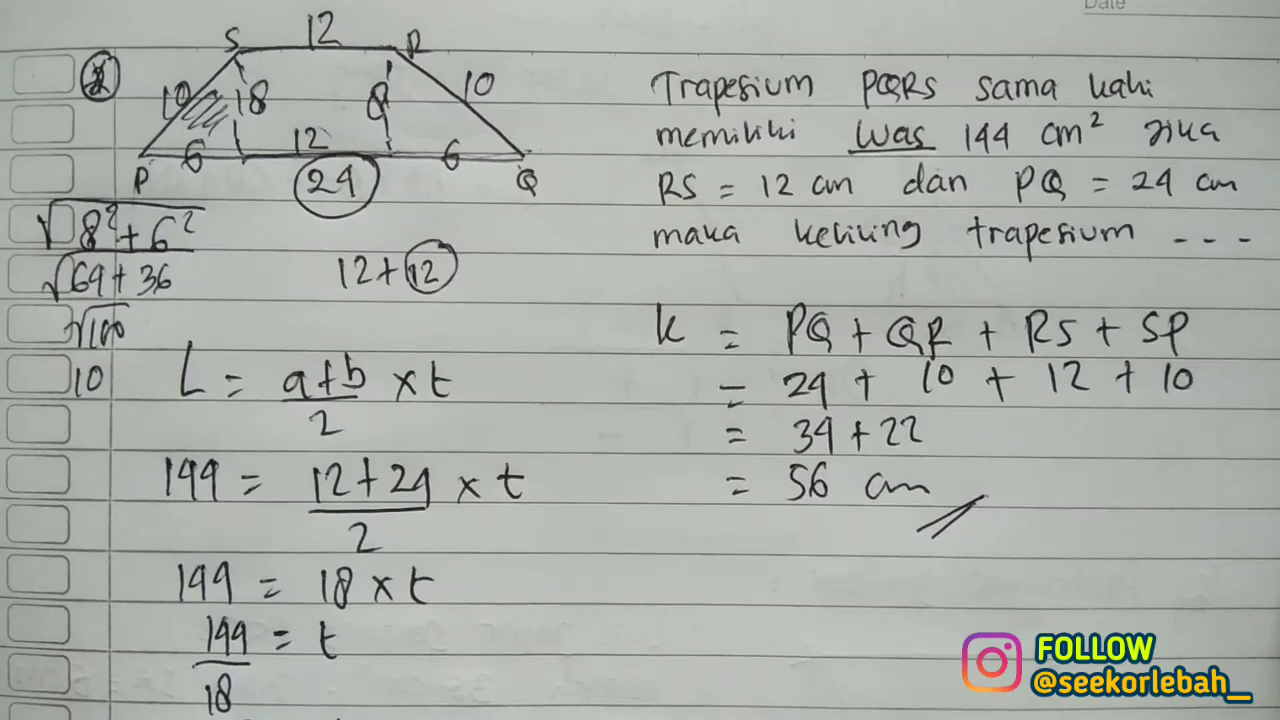 Date
12
S R
10 8 8 10
6 12 6
P 24 Q
√8² + 6²
√64 + 36
√100
10
12 + 12
L = a + b × t
2
144 = 12 + 24 × t
2
144 = 18 × t
144 = t
18
Trapesium PQRS sama kaki
memiliki luas 144 cm² jika
RS = 12 cm dan PQ = 24 cm
maka keliling trapesium ....
K = PQ + QR + RS + SP
= 24 + 10 + 12 + 10
= 34 + 22
= 56 cm
FOLLOW
@seekorlebah_